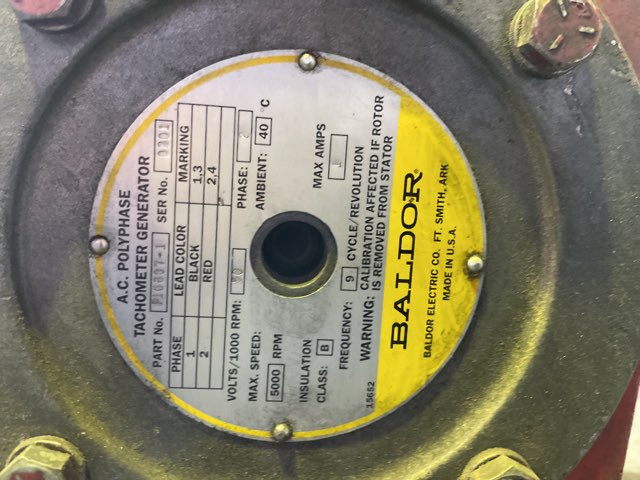 A.C. POLYPHASE
TACHOMETER GENERATOR
PART No. SER No.
PHASE LEAD COLOR MARKING
1 BLACK 1,3
2 RED 2,4
VOLTS/1000 RPM: PHASE:
MAX. SPEED: AMBIENT: 40 °C
5000 RPM
INSULATION MAX AMPS
CLASS: B
FREQUENCY: 9 CYCLE/REVOLUTION
WARNING: CALIBRATION AFFECTED IF ROTOR
IS REMOVED FROM STATOR
15652
BALDOR
BALDOR ELECTRIC CO. FT. SMITH, ARK
MADE IN U.S.A.